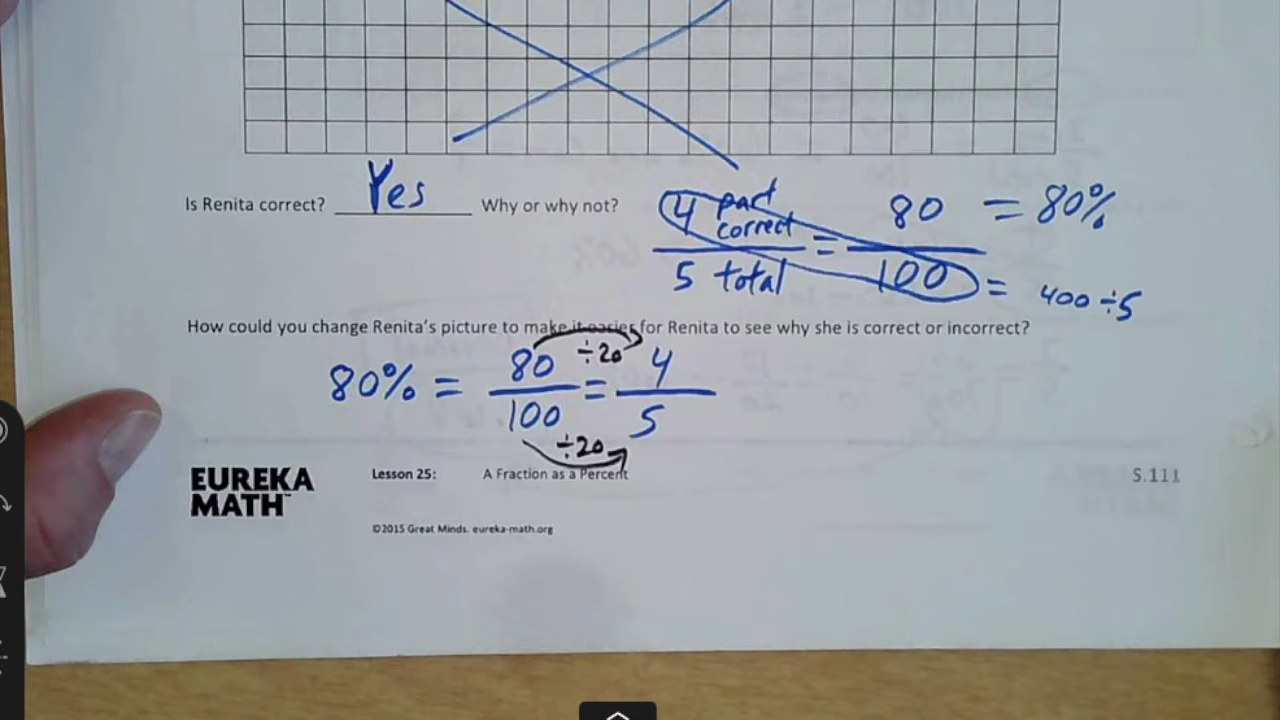 Is Renita correct? Yes Why or why not?
4 part correct / 5 total = 80 / 100 = 80%
= 400 ÷ 5
How could you change Renita's picture to make it easier for Renita to see why she is correct or incorrect?
80% = 80 / 100 = 4 / 5
÷20
÷20
EUREKA MATH™
Lesson 25: A Fraction as a Percent
S.111
©2015 Great Minds. eureka-math.org